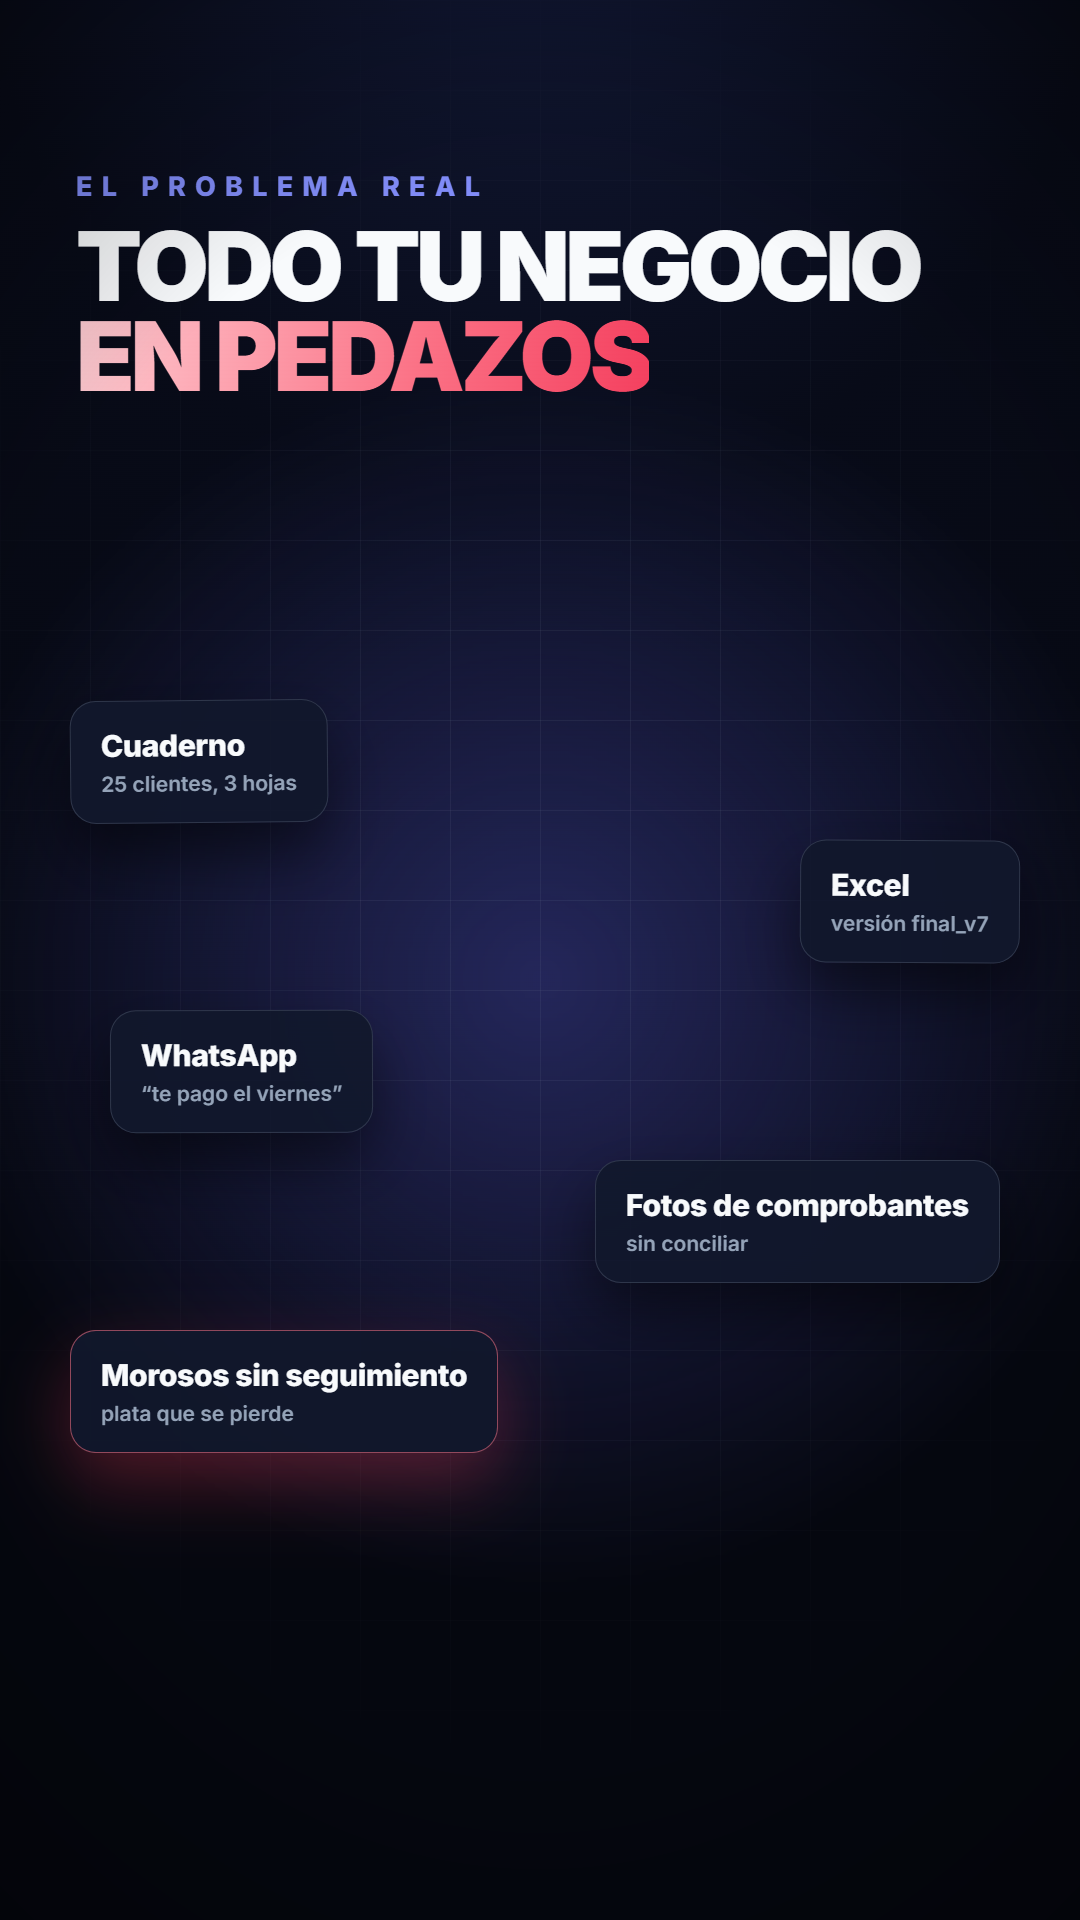 EL PROBLEMA REAL
TODO TU NEGOCIO
EN PEDAZOS
Cuaderno
25 clientes, 3 hojas
Excel
versión final_v7
WhatsApp
“te pago el viernes”
Fotos de comprobantes
sin conciliar
Morosos sin seguimiento
plata que se pierde